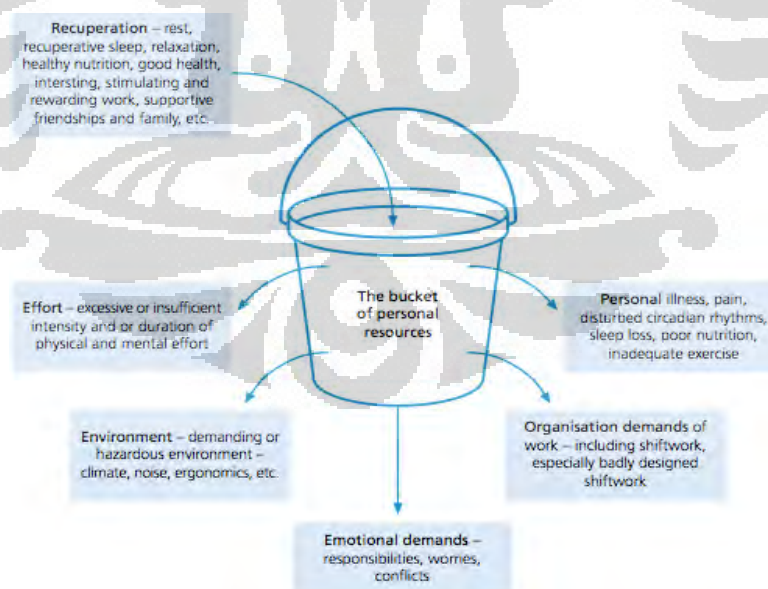 Recuperation – rest,
recuperative sleep, relaxation,
healthy nutrition, good health,
intersting, stimulating and
rewarding work, supportive
friendships and family, etc.
The bucket
of personal
resources
Effort – excessive or insufficient
intensity and or duration of
physical and mental effort
Personal illness, pain,
disturbed circadian rhythms,
sleep loss, poor nutrition,
inadequate exercise
Environment – demanding or
hazardous environment –
climate, noise, ergonomics, etc.
Organisation demands of
work – including shiftwork,
especially badly designed
shiftwork
Emotional demands –
responsibilities, worries,
conflicts